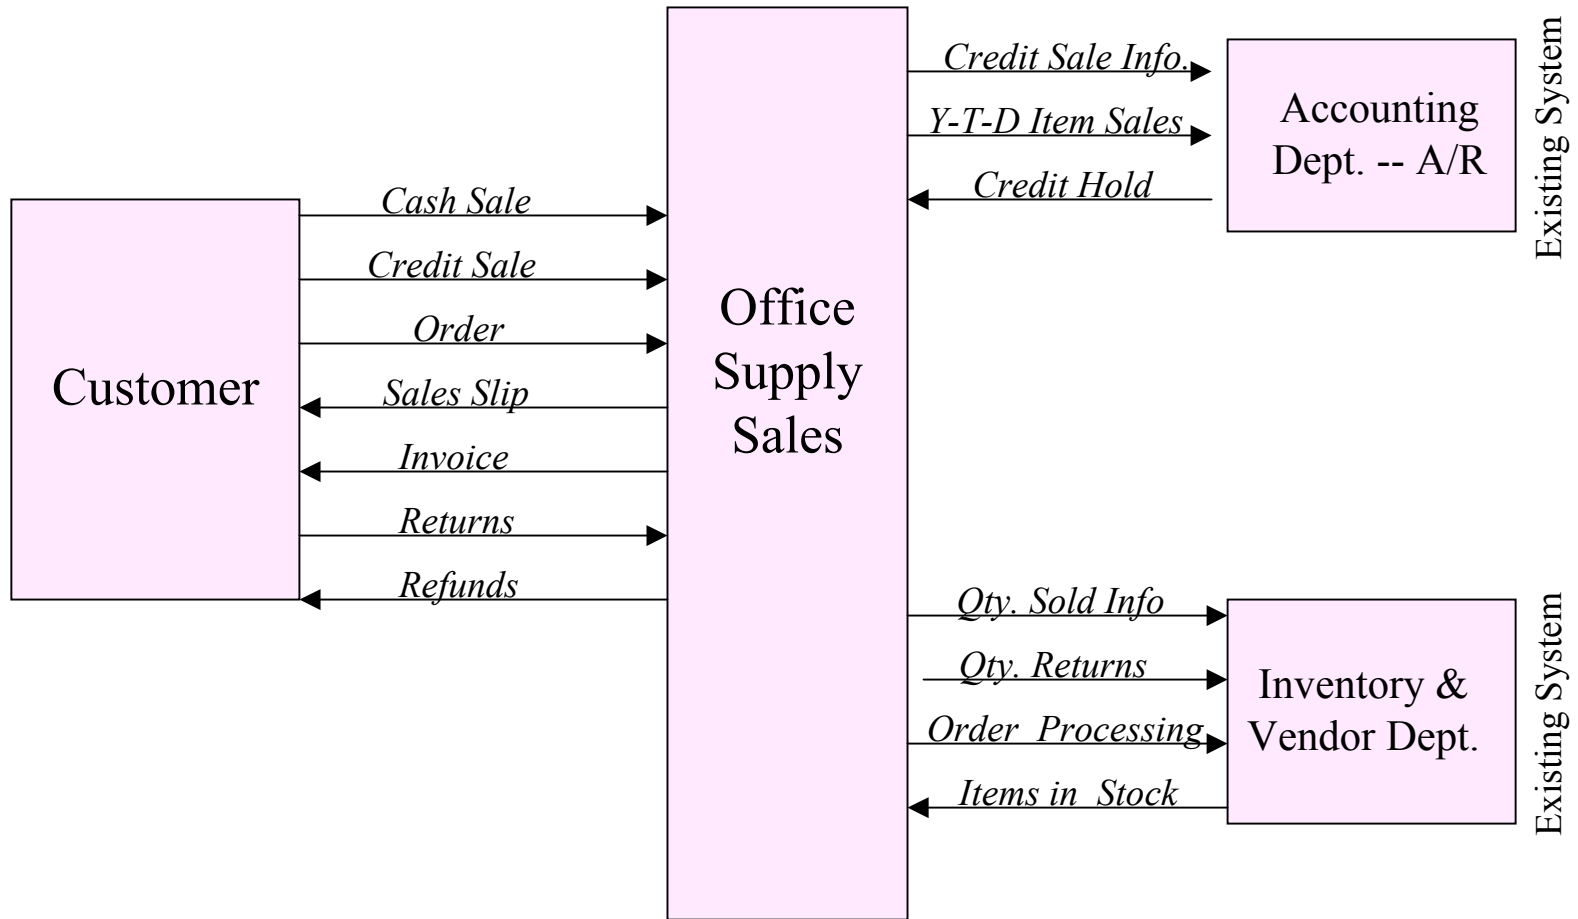 Customer
Cash Sale
Credit Sale
Order
Sales Slip
Invoice
Returns
Refunds
Office
Supply
Sales
Credit Sale Info.
Y-T-D Item Sales
Credit Hold
Accounting
Dept. -- A/R
Existing System
Qty. Sold Info
Qty. Returns
Order  Processing
Items in  Stock
Inventory &
Vendor Dept.
Existing System